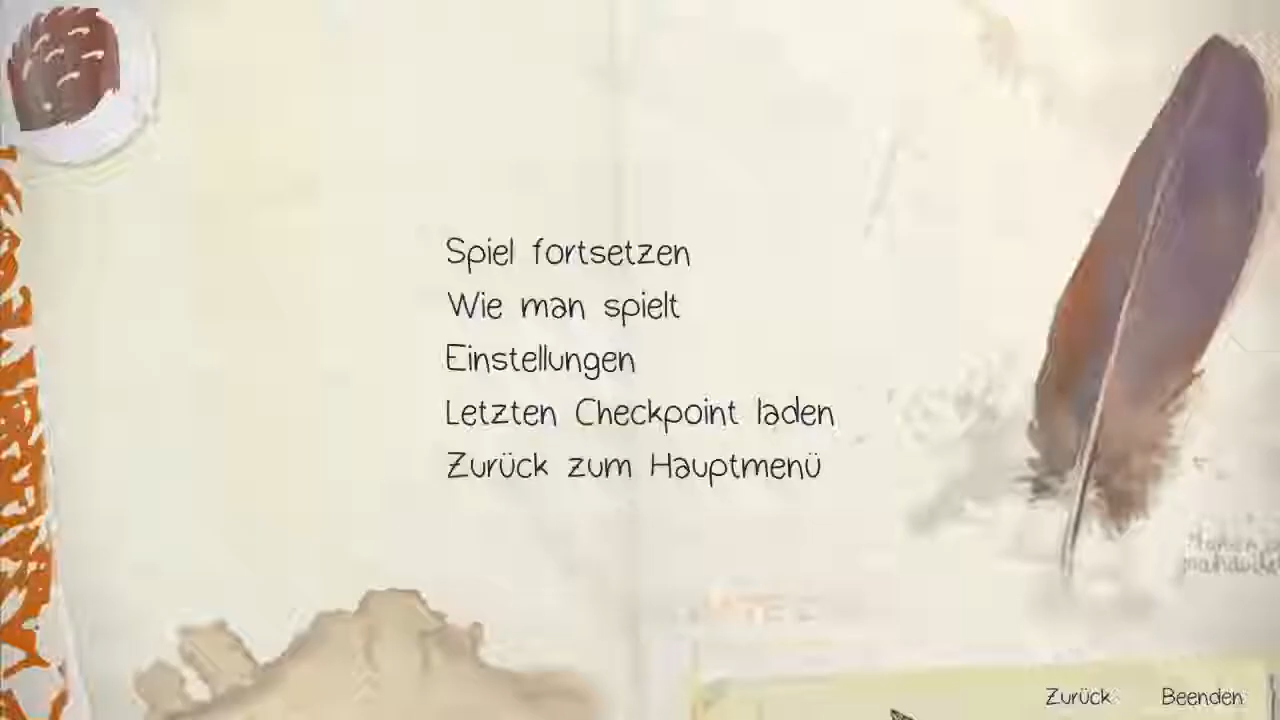 Spiel fortsetzen
Wie man spielt
Einstellungen
Letzten Checkpoint laden
Zurück zum Hauptmenü
Zurück
Beenden